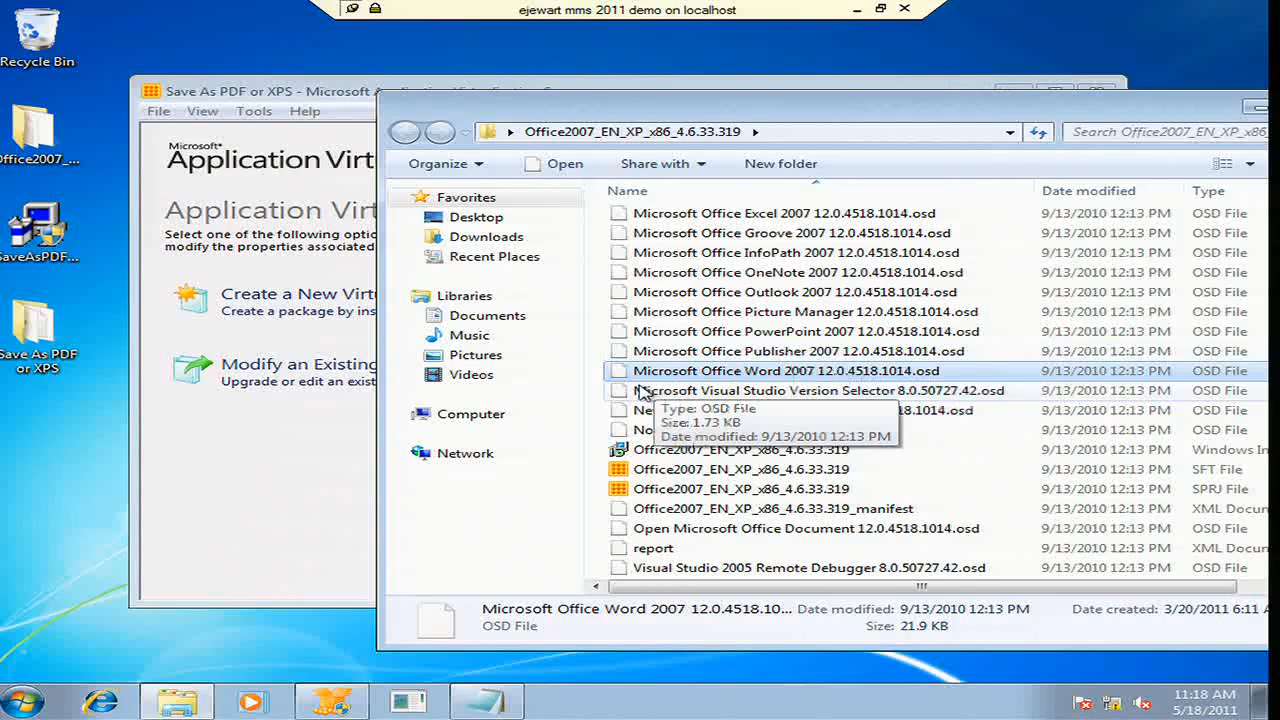 ejewart mms 2011 demo on localhost
Recycle Bin
Office2007_...
SaveAsPDF...
Save As PDF
or XPS
Save As PDF or XPS - Microsoft
File View Tools Help
Microsoft®
Application Virt
Application Virt
Select one of the following optio
modify the properties associated
Create a New Virtu
Create a package by ins
Modify an Existing
Upgrade or edit an exist
Office2007_EN_XP_x86_4.6.33.319
Search Office2007_EN_XP_x86_
Organize Open Share with New folder
Favorites
Desktop
Downloads
Recent Places
Libraries
Documents
Music
Pictures
Videos
Computer
Network
Name Date modified Type
Microsoft Office Excel 2007 12.0.4518.1014.osd 9/13/2010 12:13 PM OSD File
Microsoft Office Groove 2007 12.0.4518.1014.osd 9/13/2010 12:13 PM OSD File
Microsoft Office InfoPath 2007 12.0.4518.1014.osd 9/13/2010 12:13 PM OSD File
Microsoft Office OneNote 2007 12.0.4518.1014.osd 9/13/2010 12:13 PM OSD File
Microsoft Office Outlook 2007 12.0.4518.1014.osd 9/13/2010 12:13 PM OSD File
Microsoft Office Picture Manager 12.0.4518.1014.osd 9/13/2010 12:13 PM OSD File
Microsoft Office PowerPoint 2007 12.0.4518.1014.osd 9/13/2010 12:13 PM OSD File
Microsoft Office Publisher 2007 12.0.4518.1014.osd 9/13/2010 12:13 PM OSD File
Microsoft Office Word 2007 12.0.4518.1014.osd 9/13/2010 12:13 PM OSD File
Microsoft Visual Studio Version Selector 8.0.50727.42.osd 9/13/2010 12:13 PM OSD File
Ne 18.1014.osd 9/13/2010 12:13 PM OSD File
No 9/13/2010 12:13 PM OSD File
Type: OSD File
Size: 1.73 KB
Date modified: 9/13/2010 12:13 PM
Office2007_EN_XP_x86_4.6.33.319 9/13/2010 12:13 PM Windows In
Office2007_EN_XP_x86_4.6.33.319 9/13/2010 12:13 PM SFT File
Office2007_EN_XP_x86_4.6.33.319 9/13/2010 12:13 PM SPRJ File
Office2007_EN_XP_x86_4.6.33.319_manifest 9/13/2010 12:13 PM XML Docum
Open Microsoft Office Document 12.0.4518.1014.osd 9/13/2010 12:13 PM OSD File
report 9/13/2010 12:13 PM XML Docum
Visual Studio 2005 Remote Debugger 8.0.50727.42.osd 9/13/2010 12:13 PM OSD File
Microsoft Office Word 2007 12.0.4518.10... Date modified: 9/13/2010 12:13 PM Date created: 3/20/2011 6:11 A
OSD File Size: 21.9 KB
11:18 AM
5/18/2011